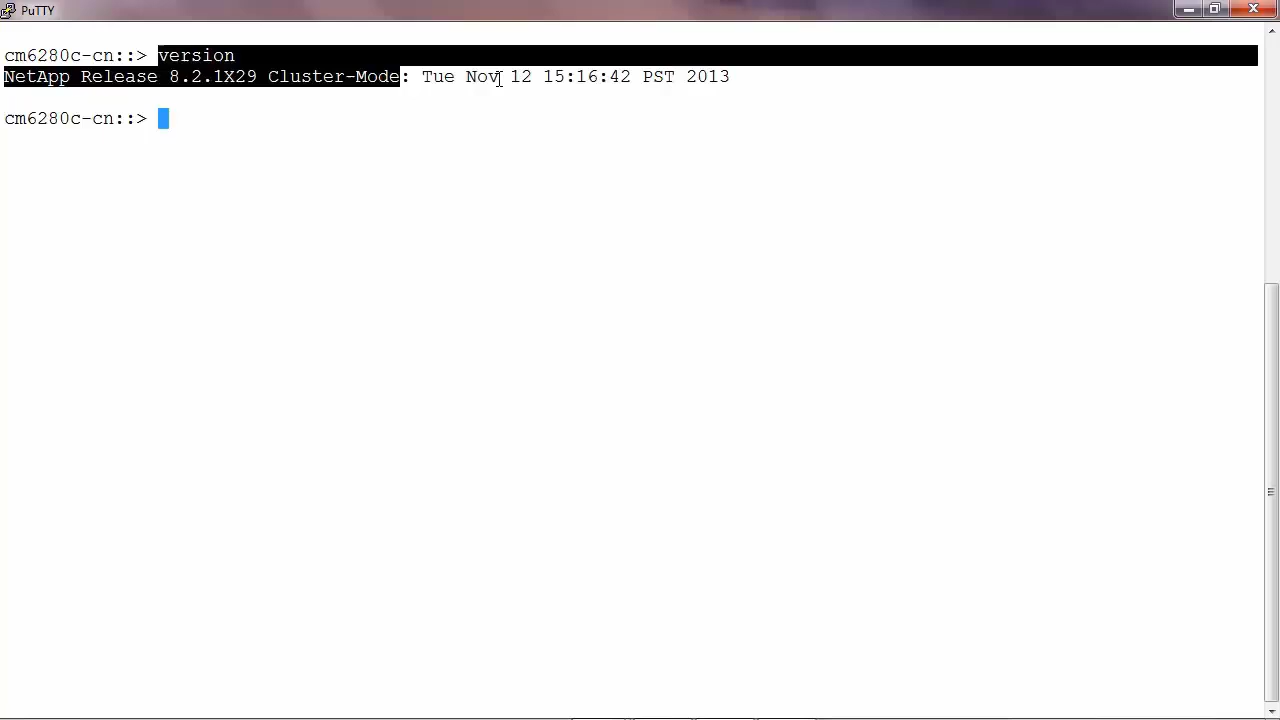 PuTTY
cm6280c-cn::> version
NetApp Release 8.2.1X29 Cluster-Mode: Tue Nov 12 15:16:42 PST 2013
cm6280c-cn::>